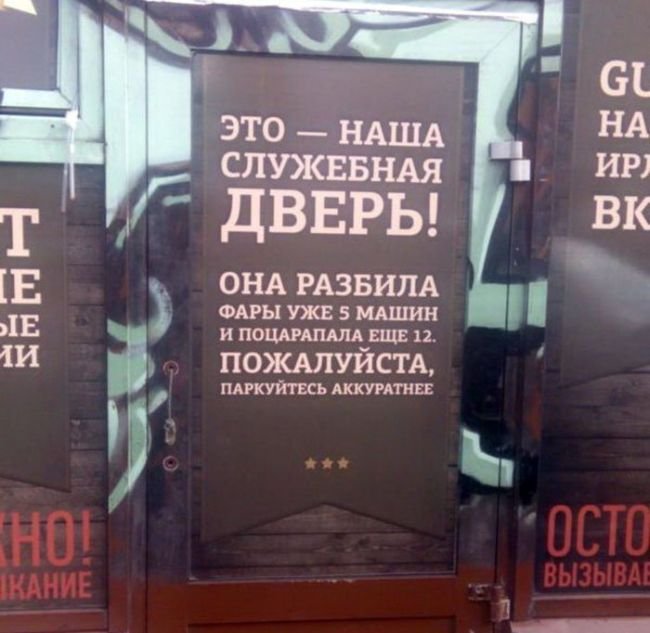 ЭТО — НАША
СЛУЖЕБНАЯ
ДВЕРЬ!
ОНА РАЗБИЛА
ФАРЫ УЖЕ 5 МАШИН
И ПОЦАРАПАЛА ЕЩЕ 12.
ПОЖАЛУЙСТА,
ПАРКУЙТЕСЬ АККУРАТНЕЕ